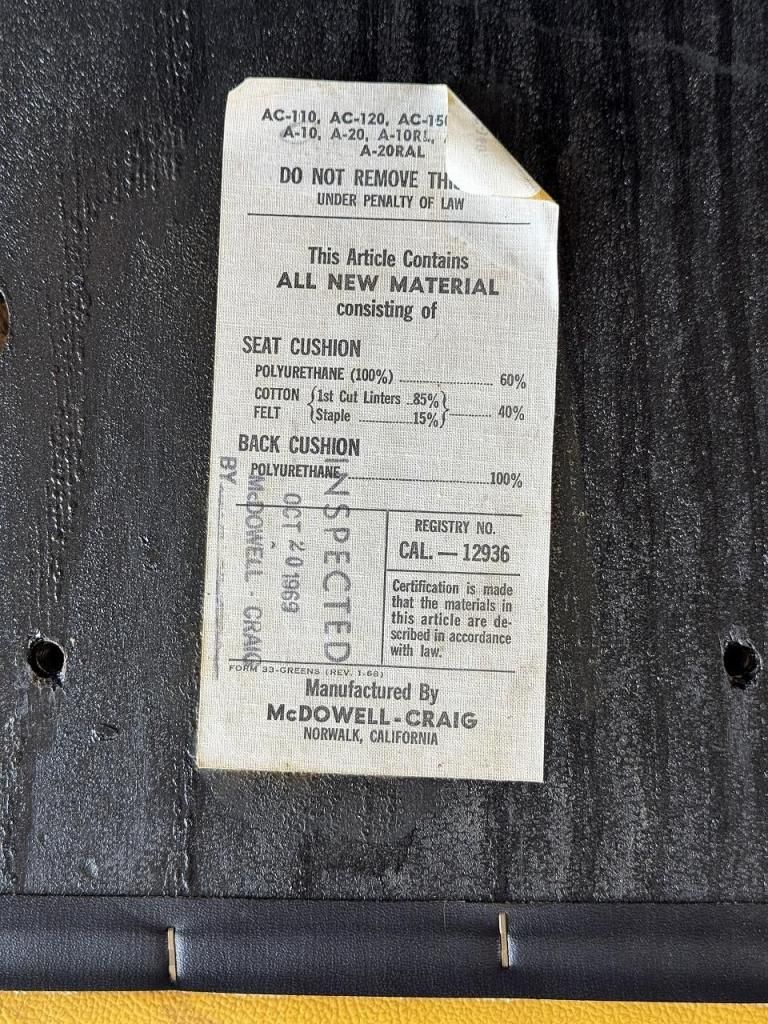 AC-110, AC-120, AC-150
A-10, A-20, A-10RL,
A-20RAL
DO NOT REMOVE
UNDER PENALTY OF LAW
This Article Contains
ALL NEW MATERIAL
consisting of
SEAT CUSHION
POLYURETHANE (100%) 60%
COTTON FELT {1st Cut Linters 85% Staple 15%} 40%
BACK CUSHION
POLYURETHANE 100%
INSPECTED
OCT 20 1969
McDOWELL - CRAIG
BY
REGISTRY NO.
CAL. — 12936
Certification is made
that the materials in
this article are de-
scribed in accordance
with law.
FORM 33-GREENS (REV. 1-68)
Manufactured By
McDOWELL-CRAIG
NORWALK, CALIFORNIA